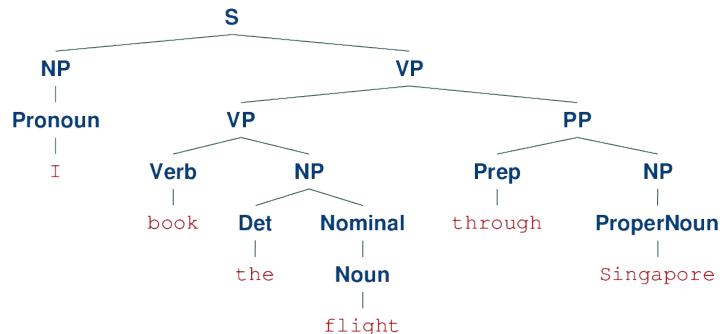 S
NP VP
Pronoun VP PP
I Verb NP Prep NP
book Det Nominal through ProperNoun
the Noun Singapore
flight